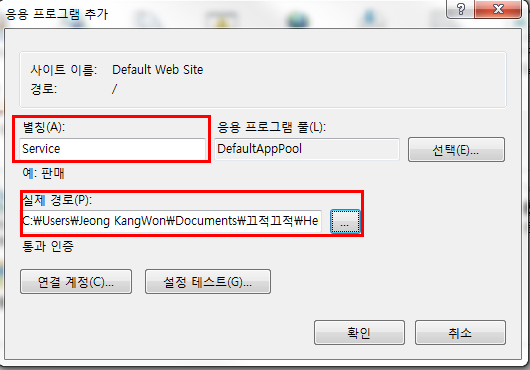 응용 프로그램 추가
사이트 이름: Default Web Site
경로: /
별칭(A): 응용 프로그램 풀(L):
Service DefaultAppPool 선택(E)...
예: 판매
실제 경로(P):
C:₩Users₩Jeong KangWon₩Documents₩끄적끄적₩He ...
통과 인증
연결 계정(C)... 설정 테스트(G)...
확인 취소